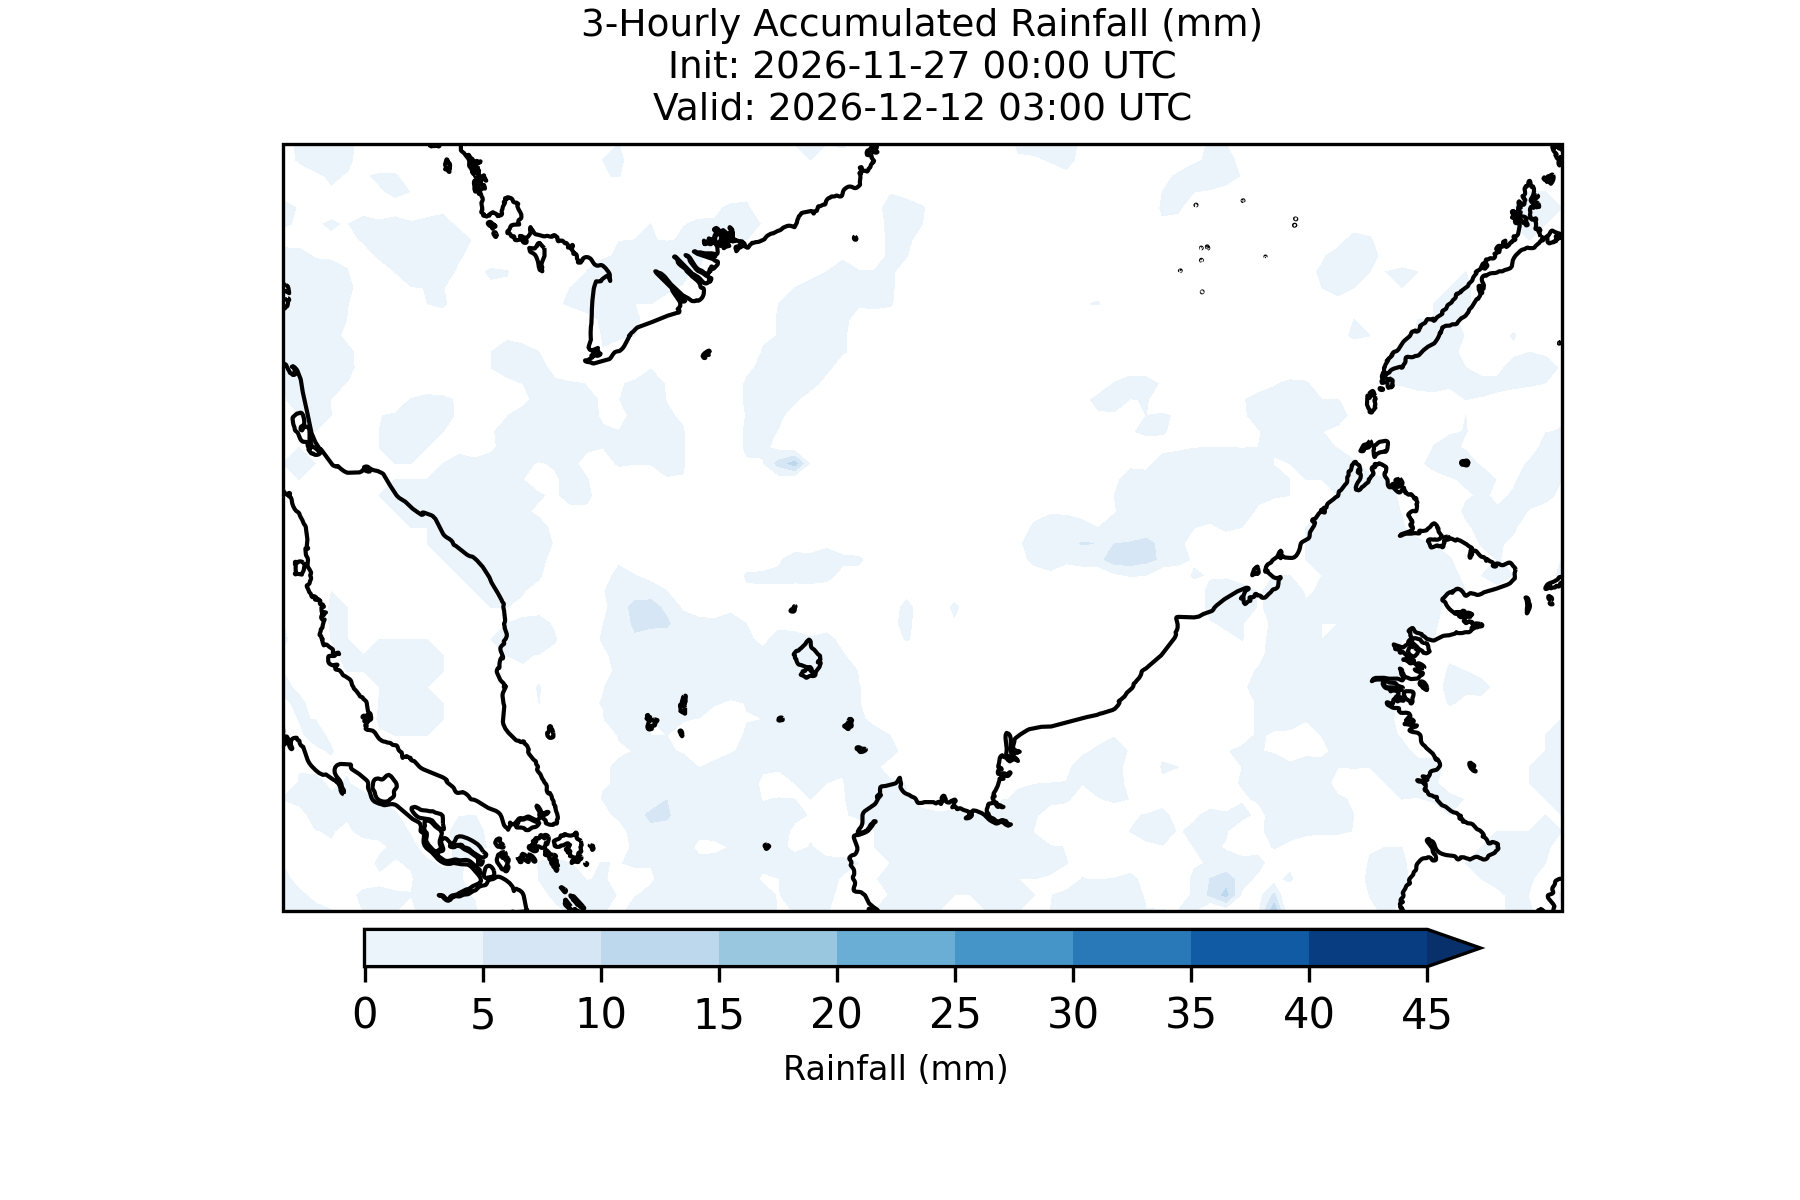 3-Hourly Accumulated Rainfall (mm)
Init: 2026-11-27 00:00 UTC
Valid: 2026-12-12 03:00 UTC
0 5 10 15 20 25 30 35 40 45
Rainfall (mm)